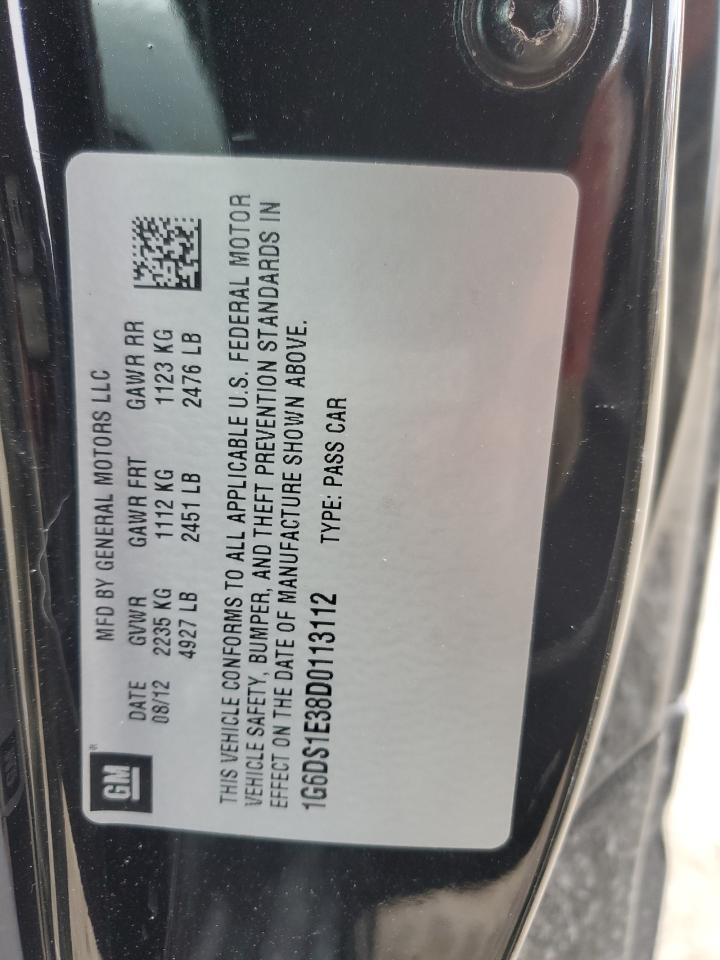 GM
MFD BY GENERAL MOTORS LLC
DATE GVWR GAWR FRT GAWR RR
08/12 2235 KG 1112 KG 1123 KG
4927 LB 2451 LB 2476 LB
THIS VEHICLE CONFORMS TO ALL APPLICABLE U.S. FEDERAL MOTOR
VEHICLE SAFETY, BUMPER, AND THEFT PREVENTION STANDARDS IN
EFFECT ON THE DATE OF MANUFACTURE SHOWN ABOVE.
1G6DS1E38D0113112 TYPE: PASS CAR